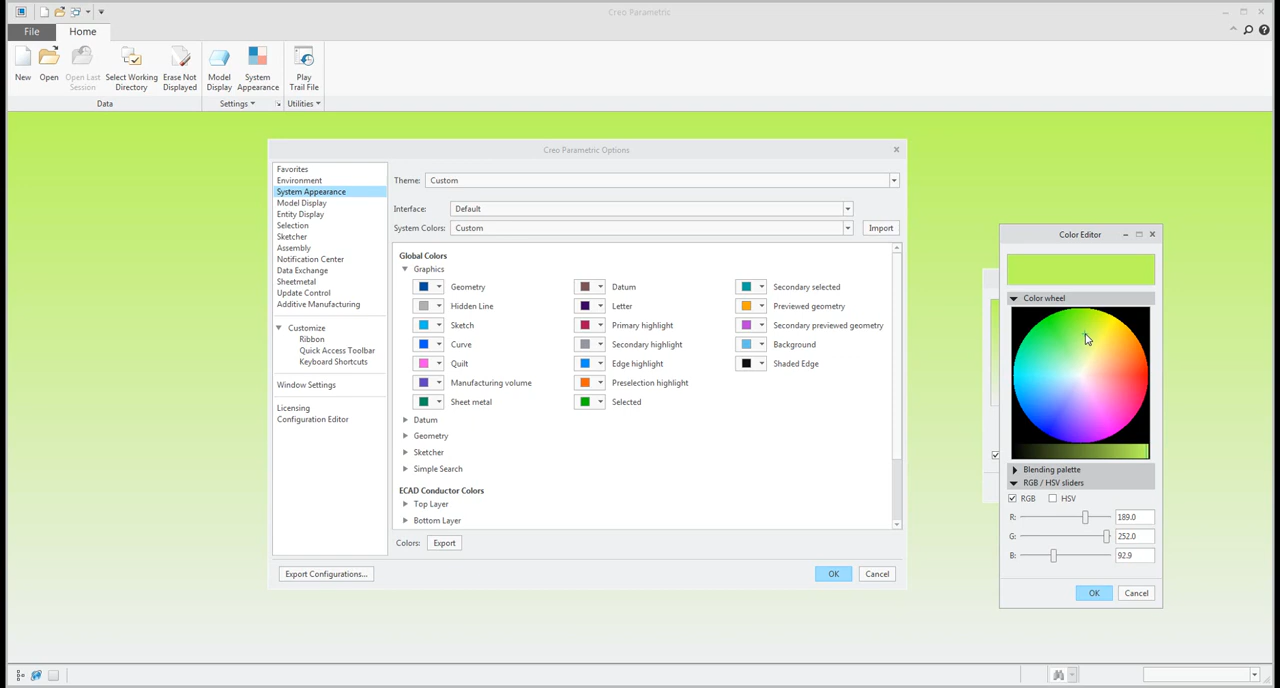 Creo Parametric
File Home
New Open Open Last Session Select Working Directory Erase Not Displayed Model Display System Appearance Play Trail File
Data Settings Utilities
Creo Parametric Options
Favorites
Environment
System Appearance
Model Display
Entity Display
Selection
Sketcher
Assembly
Notification Center
Data Exchange
Sheetmetal
Update Control
Additive Manufacturing
Customize
Ribbon
Quick Access Toolbar
Keyboard Shortcuts
Window Settings
Licensing
Configuration Editor
Theme: Custom
Interface: Default
System Colors: Custom Import
Global Colors
Graphics
Geometry Datum Secondary selected
Hidden Line Letter Previewed geometry
Sketch Primary highlight Secondary previewed geometry
Curve Secondary highlight Background
Quilt Edge highlight Shaded Edge
Manufacturing volume Preselection highlight
Sheet metal Selected
Datum
Geometry
Sketcher
Simple Search
ECAD Conductor Colors
Top Layer
Bottom Layer
Colors: Export
Export Configurations... OK Cancel
Color Editor
Color wheel
Blending palette
RGB / HSV sliders
RGB HSV
R: 189.0
G: 252.0
B: 92.9
OK Cancel